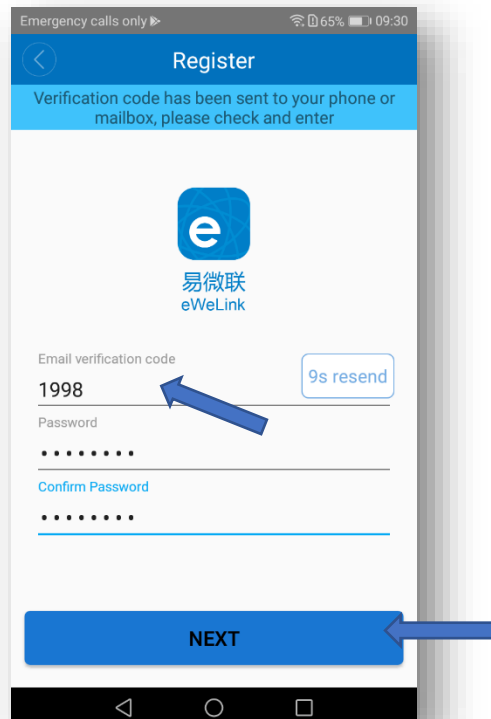 Emergency calls only 65% 09:30
Register
Verification code has been sent to your phone or
mailbox, please check and enter
e
易微联
eWeLink
Email verification code
1998
9s resend
Password
••••••••
Confirm Password
••••••••
NEXT